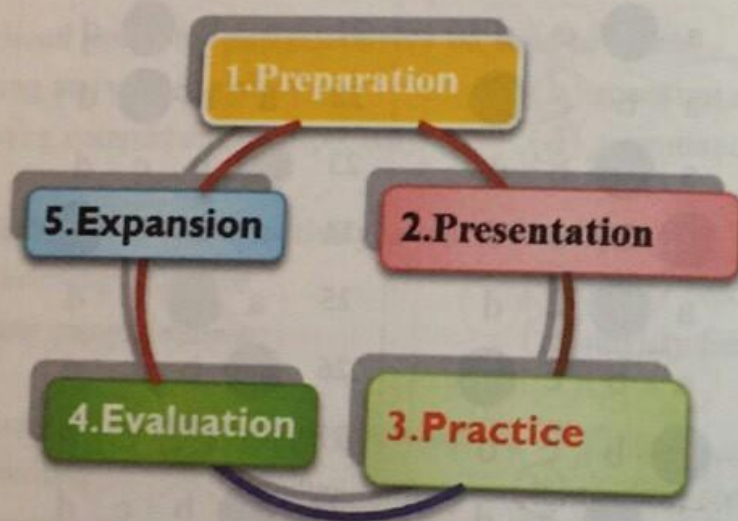 1.Preparation
2.Presentation
3.Practice
4.Evaluation
5.Expansion